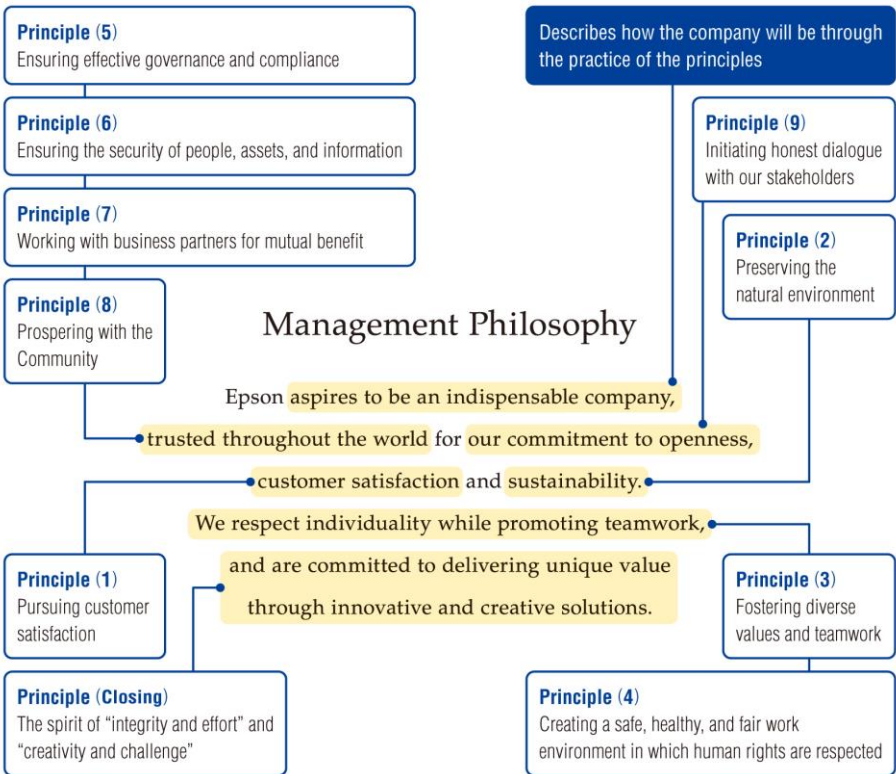 Principle (5)
Ensuring effective governance and compliance
Principle (6)
Ensuring the security of people, assets, and information
Principle (7)
Working with business partners for mutual benefit
Principle (8)
Prospering with the
Community
Describes how the company will be through
the practice of the principles
Principle (9)
Initiating honest dialogue
with our stakeholders
Principle (2)
Preserving the
natural environment
Management Philosophy
Epson aspires to be an indispensable company,
trusted throughout the world for our commitment to openness,
customer satisfaction and sustainability.
We respect individuality while promoting teamwork,
and are committed to delivering unique value
through innovative and creative solutions.
Principle (1)
Pursuing customer
satisfaction
Principle (3)
Fostering diverse
values and teamwork
Principle (Closing)
The spirit of “integrity and effort” and
“creativity and challenge”
Principle (4)
Creating a safe, healthy, and fair work
environment in which human rights are respected